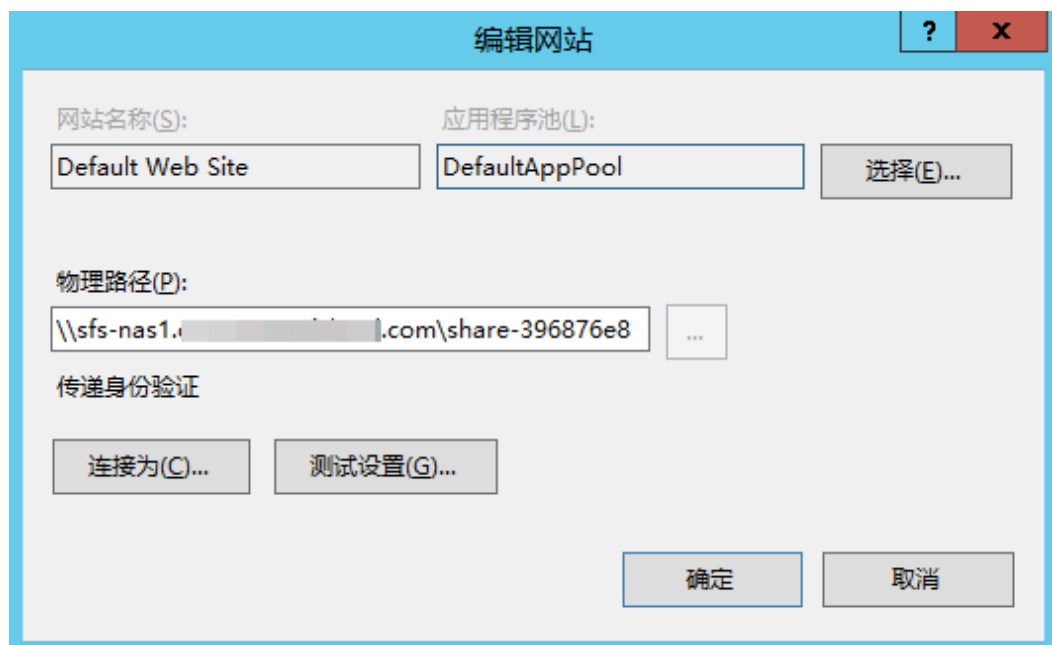 编辑网站
?
x
网站名称(S):
应用程序池(L):
Default Web Site
DefaultAppPool
选择(E)...
物理路径(P):
\\sfs-nas1. .com\share-396876e8
...
传递身份验证
连接为(C)...
测试设置(G)...
确定
取消